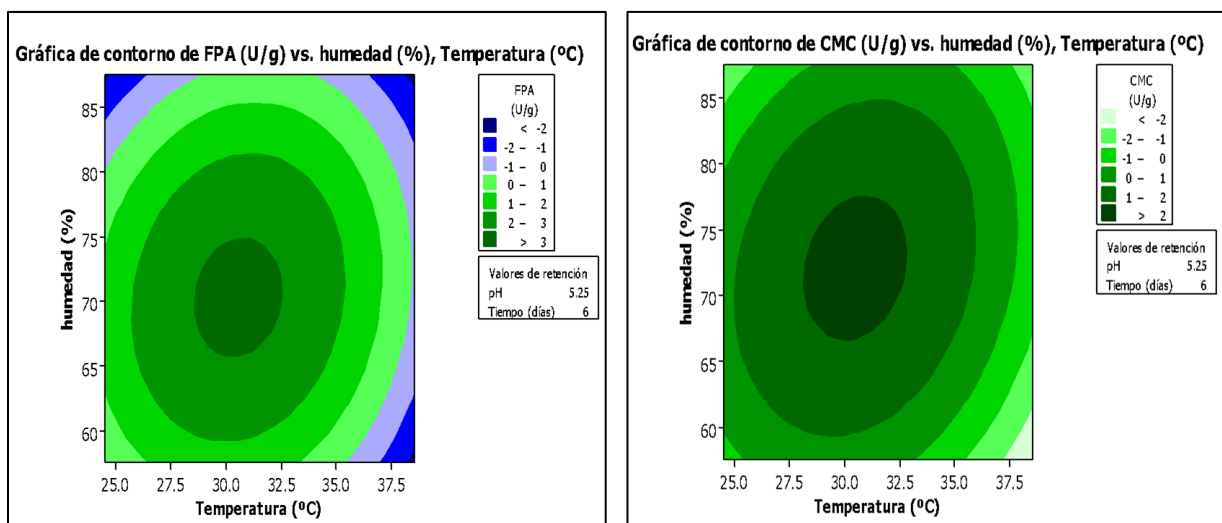 Gráfica de contorno de FPA (U/g) vs. humedad (%), Temperatura (ºC)
humedad (%)
85
80
75
70
65
60
25.0 27.5 30.0 32.5 35.0 37.5
Temperatura (ºC)
FPA
(U/g)
< -2
-2 – -1
-1 – 0
0 – 1
1 – 2
2 – 3
> 3
Valores de retención
pH 5.25
Tiempo (días) 6
Gráfica de contorno de CMC (U/g) vs. humedad (%), Temperatura (ºC)
humedad (%)
85
80
75
70
65
60
25.0 27.5 30.0 32.5 35.0 37.5
Temperatura (ºC)
CMC
(U/g)
< -2
-2 – -1
-1 – 0
0 – 1
1 – 2
> 2
Valores de retención
pH 5.25
Tiempo (días) 6